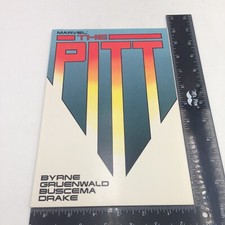 MARVEL:
THE
PITT
BYRNE
GRUENWALD
BUSCEMA
DRAKE